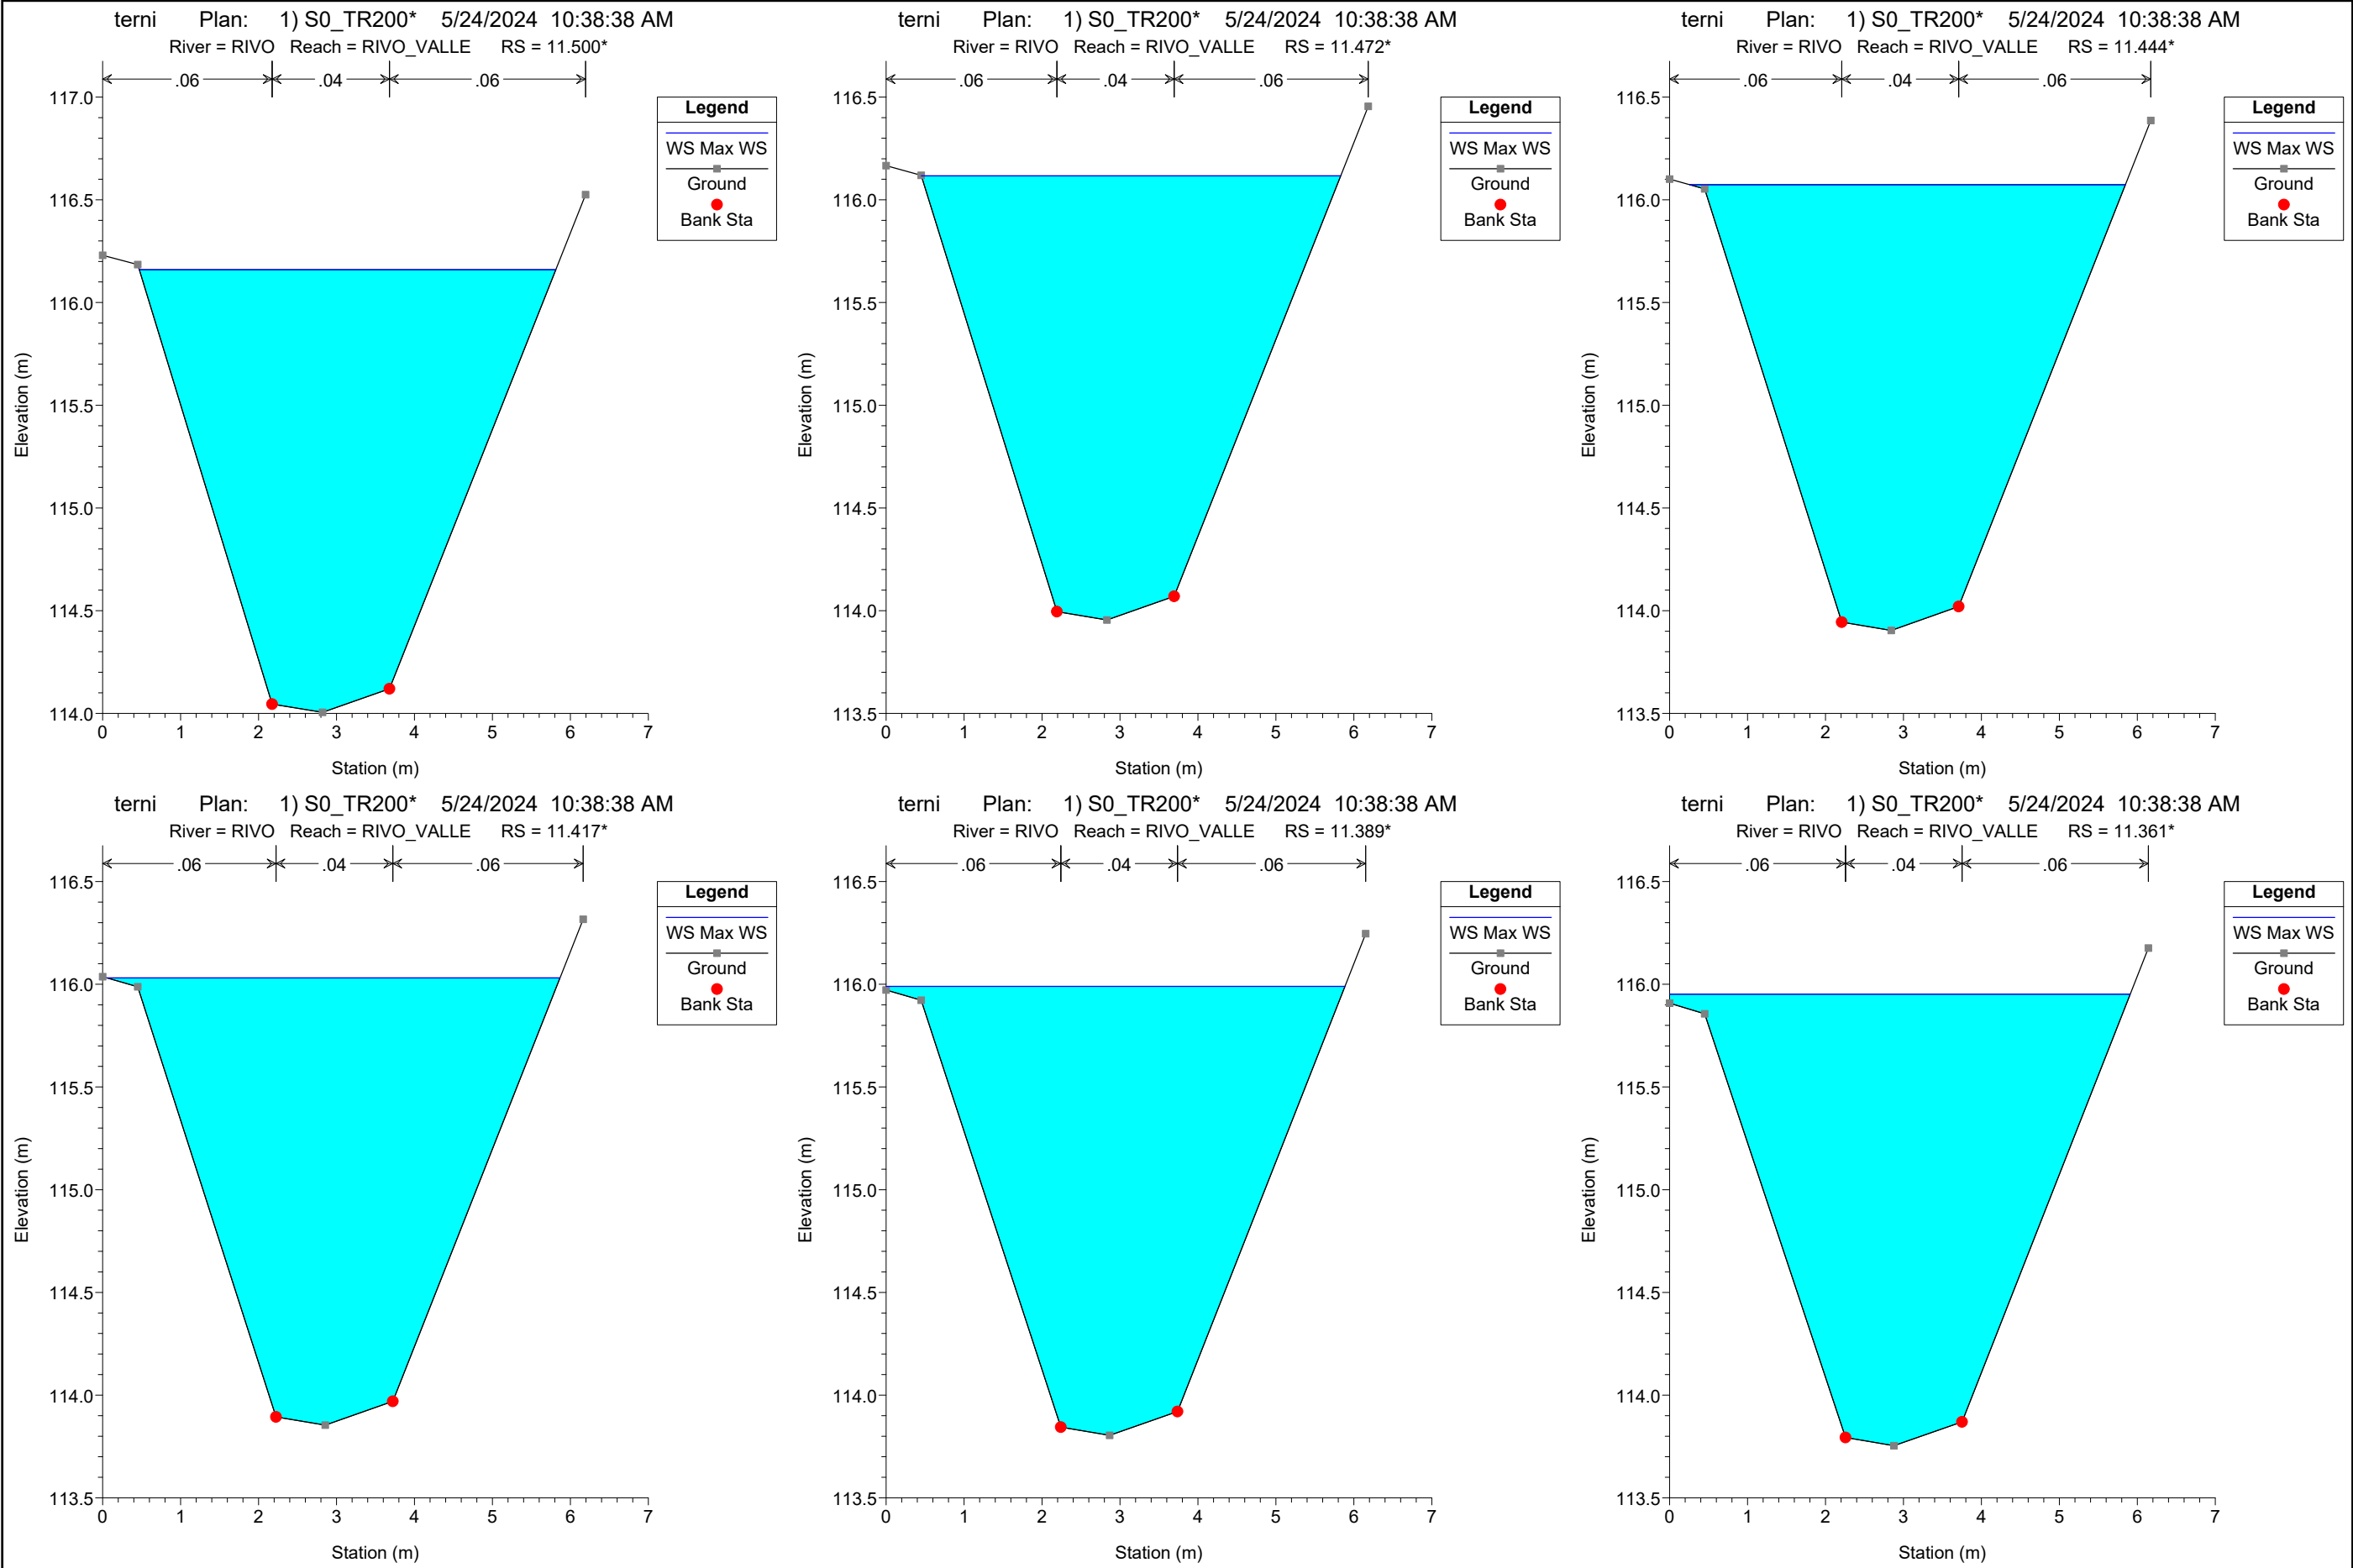 terni Plan: 1) S0_TR200* 5/24/2024 10:38:38 AM
River = RIVO Reach = RIVO_VALLE RS = 11.500*
.06 .04 .06
117.0
116.5
116.0
115.5
115.0
114.5
114.0
Elevation (m)
0 1 2 3 4 5 6 7
Station (m)
Legend
WS Max WS
Ground
Bank Sta
terni Plan: 1) S0_TR200* 5/24/2024 10:38:38 AM
River = RIVO Reach = RIVO_VALLE RS = 11.472*
.06 .04 .06
116.5
116.0
115.5
115.0
114.5
114.0
113.5
Elevation (m)
0 1 2 3 4 5 6 7
Station (m)
Legend
WS Max WS
Ground
Bank Sta
terni Plan: 1) S0_TR200* 5/24/2024 10:38:38 AM
River = RIVO Reach = RIVO_VALLE RS = 11.444*
.06 .04 .06
116.5
116.0
115.5
115.0
114.5
114.0
113.5
Elevation (m)
0 1 2 3 4 5 6 7
Station (m)
Legend
WS Max WS
Ground
Bank Sta
terni Plan: 1) S0_TR200* 5/24/2024 10:38:38 AM
River = RIVO Reach = RIVO_VALLE RS = 11.417*
.06 .04 .06
116.5
116.0
115.5
115.0
114.5
114.0
113.5
Elevation (m)
0 1 2 3 4 5 6 7
Station (m)
Legend
WS Max WS
Ground
Bank Sta
terni Plan: 1) S0_TR200* 5/24/2024 10:38:38 AM
River = RIVO Reach = RIVO_VALLE RS = 11.389*
.06 .04 .06
116.5
116.0
115.5
115.0
114.5
114.0
113.5
Elevation (m)
0 1 2 3 4 5 6 7
Station (m)
Legend
WS Max WS
Ground
Bank Sta
terni Plan: 1) S0_TR200* 5/24/2024 10:38:38 AM
River = RIVO Reach = RIVO_VALLE RS = 11.361*
.06 .04 .06
116.5
116.0
115.5
115.0
114.5
114.0
113.5
Elevation (m)
0 1 2 3 4 5 6 7
Station (m)
Legend
WS Max WS
Ground
Bank Sta